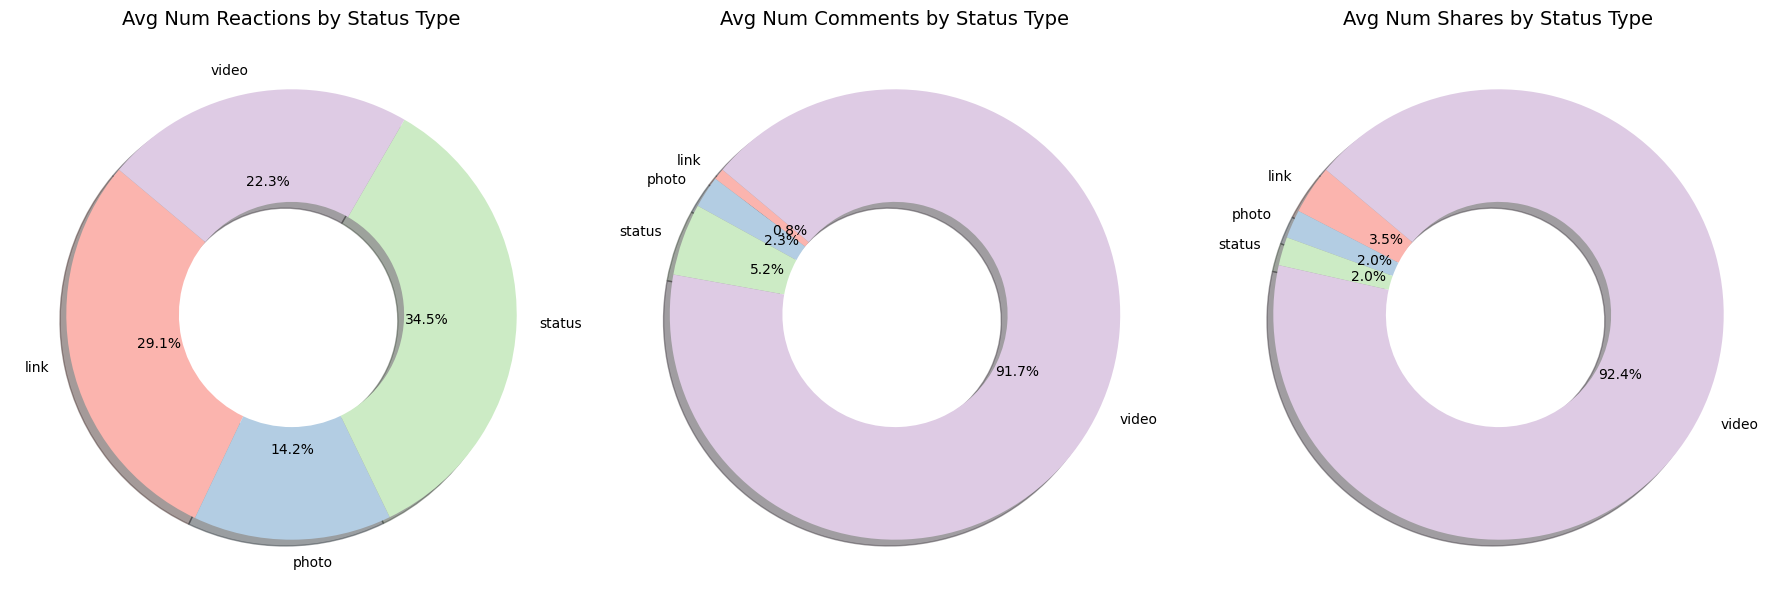 Avg Num Reactions by Status Type
video
22.3%
34.5%
status
29.1%
link
14.2%
photo
Avg Num Comments by Status Type
link
photo
status
0.8%
2.3%
5.2%
91.7%
video
Avg Num Shares by Status Type
link
photo
status
3.5%
2.0%
2.0%
92.4%
video